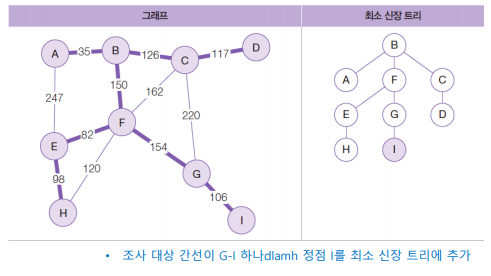 그래프
최소 신장 트리
A
35
B
126
C
117
D
150
162
247
220
F
E
82
154
98
120
G
106
H
I
B
A
F
C
E
G
D
H
I
• 조사 대상 간선이 G-I 하나dlamh 정점 I를 최소 신장 트리에 추가